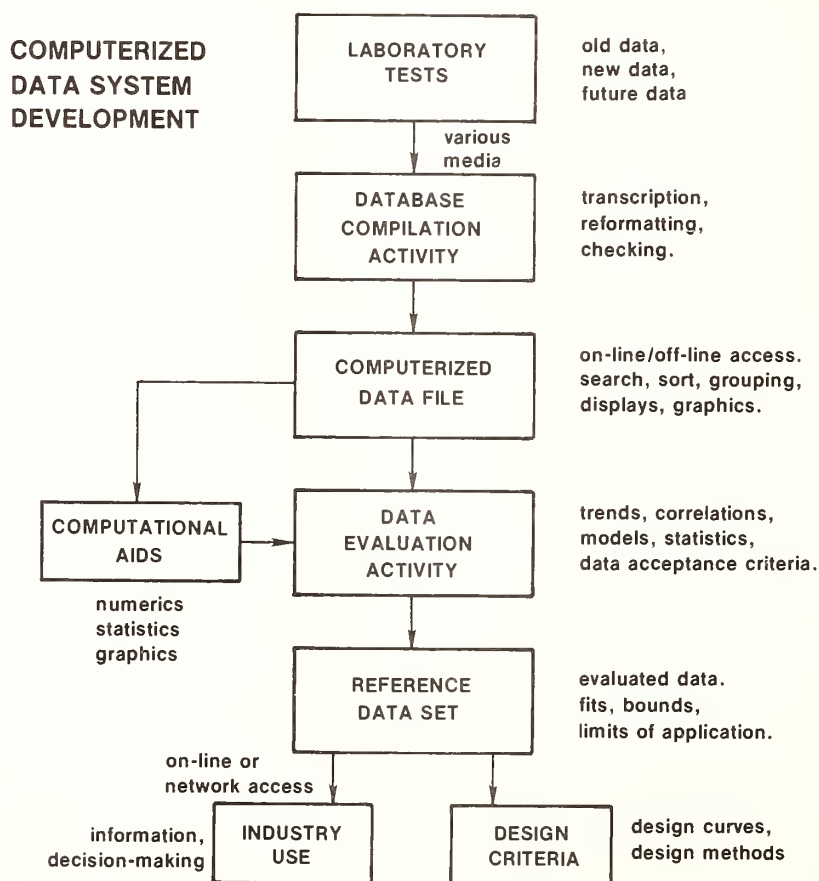 COMPUTERIZED
DATA SYSTEM
DEVELOPMENT
LABORATORY
TESTS
old data,
new data,
future data
various
media
DATABASE
COMPILATION
ACTIVITY
transcription,
reformatting,
checking.
COMPUTERIZED
DATA FILE
on-line/off-line access.
search, sort, grouping,
displays, graphics.
COMPUTATIONAL
AIDS
numerics
statistics
graphics
DATA
EVALUATION
ACTIVITY
trends, correlations,
models, statistics,
data acceptance criteria.
REFERENCE
DATA SET
evaluated data.
fits, bounds,
limits of application.
on-line or
network access
information,
decision-making
INDUSTRY
USE
DESIGN
CRITERIA
design curves,
design methods